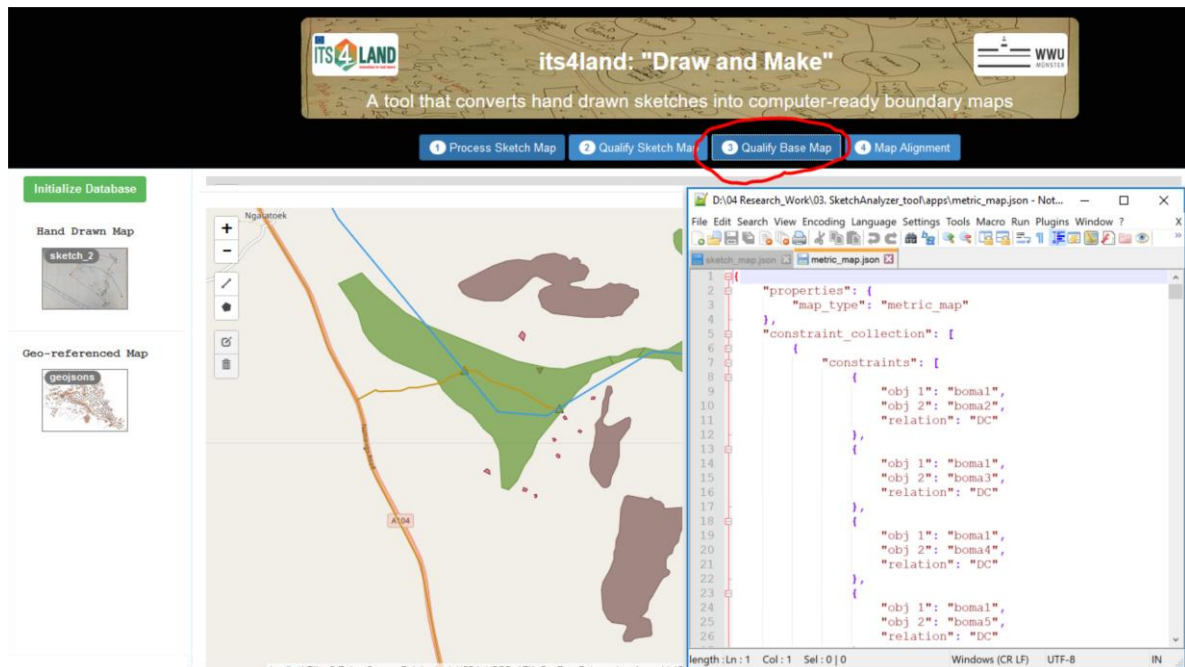 ITS 4 LAND
its4land: "Draw and Make"
WWU
MÜNSTER
A tool that converts hand drawn sketches into computer-ready boundary maps
1 Process Sketch Map
2 Qualify Sketch Map
3 Qualify Base Map
4 Map Alignment
Initialize Database
Hand Drawn Map
sketch_2
Geo-referenced Map
geojsons
+
−
Ngatatoek
A104
D:\04 Research_Work\03. SketchAnalyzer_tool\apps\metric_map.json - Not...
File Edit Search View Encoding Language Settings Tools Macro Run Plugins Window ?
X
sketch_map.json
metric_map.json
1 {
2 "properties": {
3 "map_type": "metric_map"
4 },
5 "constraint_collection": [
6 {
7 "constraints": [
8 {
9 "obj 1": "boma1",
10 "obj 2": "boma2",
11 "relation": "DC"
12 },
13 {
14 "obj 1": "boma1",
15 "obj 2": "boma3",
16 "relation": "DC"
17 },
18 {
19 "obj 1": "boma1",
20 "obj 2": "boma4",
21 "relation": "DC"
22 },
23 {
24 "obj 1": "boma1",
25 "obj 2": "boma5",
26 "relation": "DC"
length : Ln : 1 Col : 1 Sel : 0 | 0 Windows (CR LF) UTF-8 IN